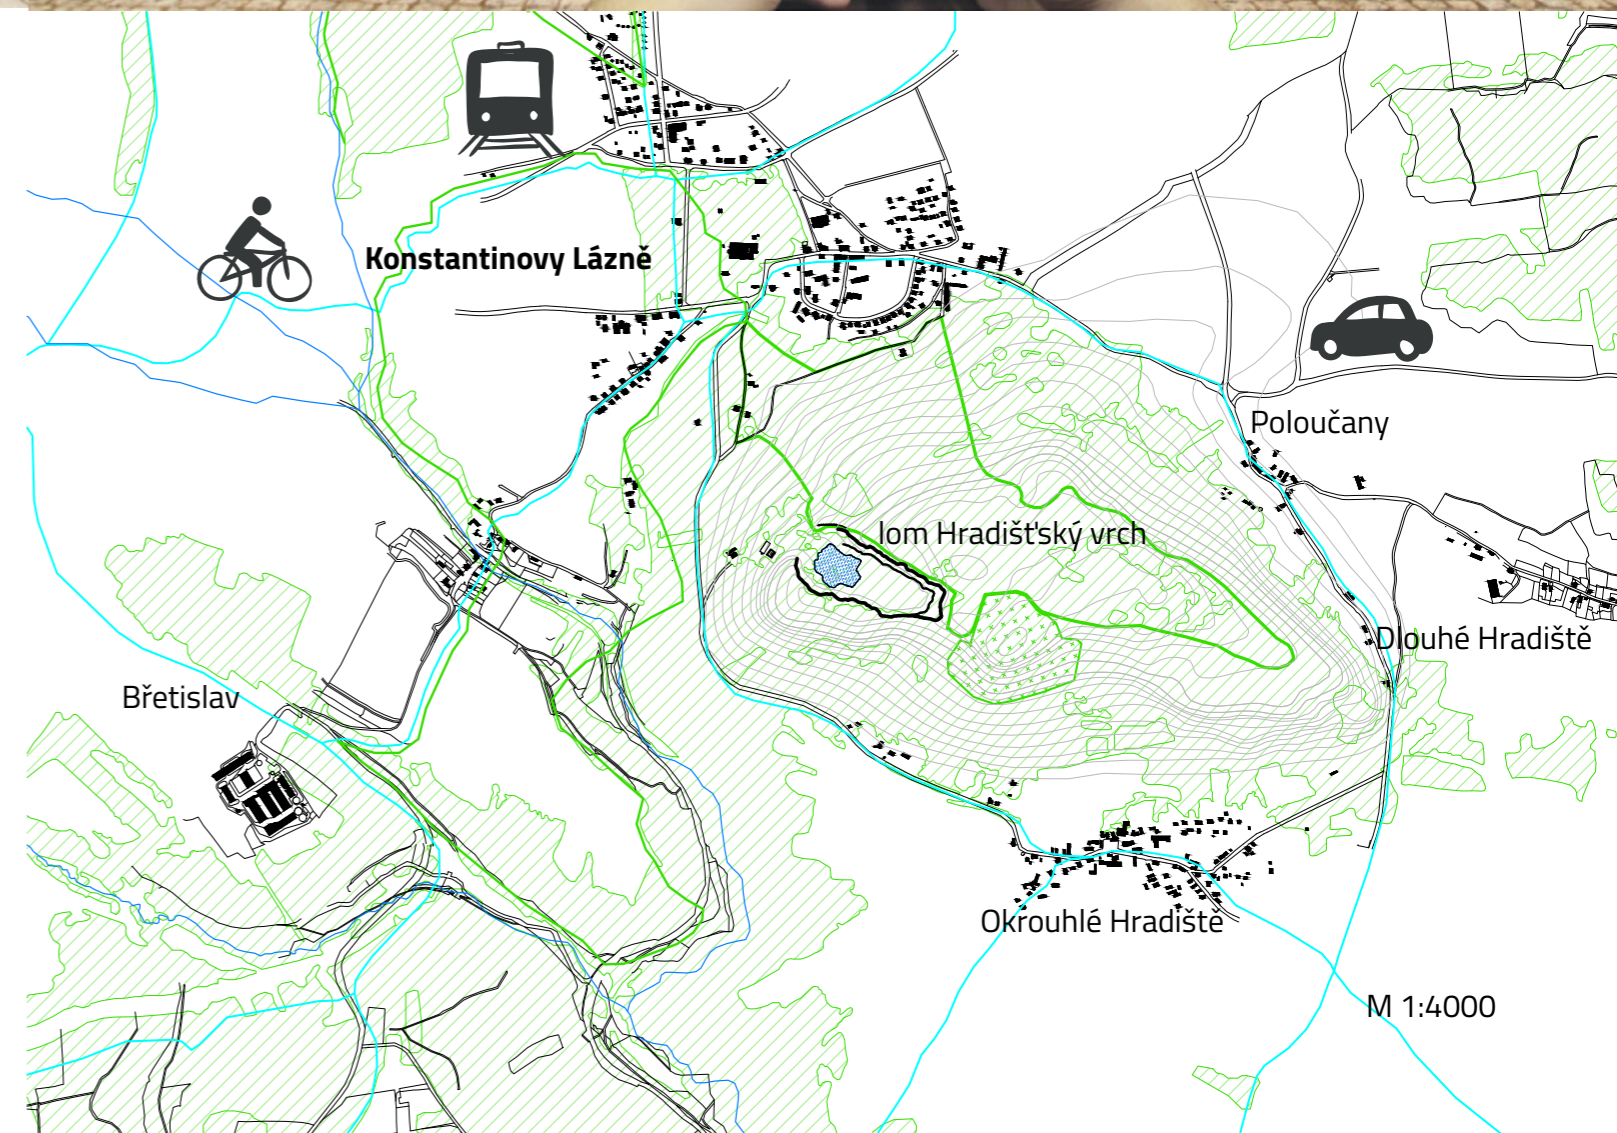 Konstantinovy Lázně
Poloučany
lom Hradišťský vrch
Dlouhé Hradiště
Břetislav
Okrouhlé Hradiště
M 1:4000